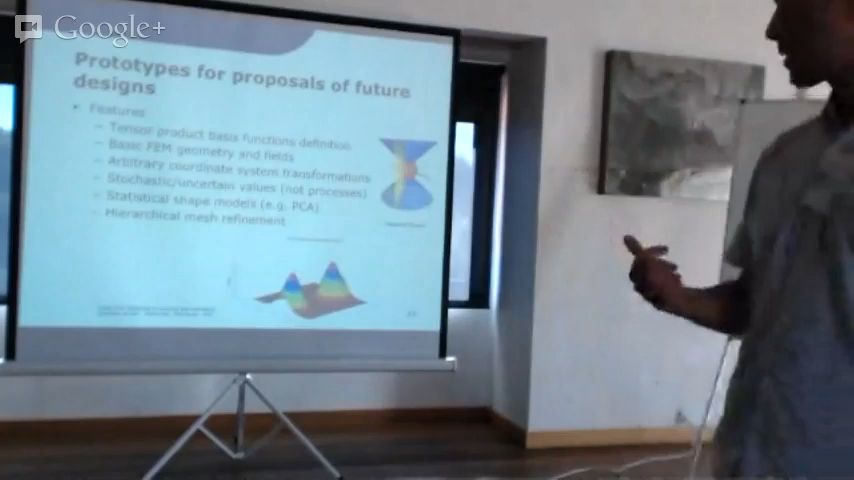 Google+
Prototypes for proposals of future
designs
• Features
– Tensor product basis functions definition
– Basic FEM geometry and fields
– Arbitrary coordinate system transformations
– Stochastic/uncertain values (not processes)
– Statistical shape models (e.g. PCA)
– Hierarchical mesh refinement